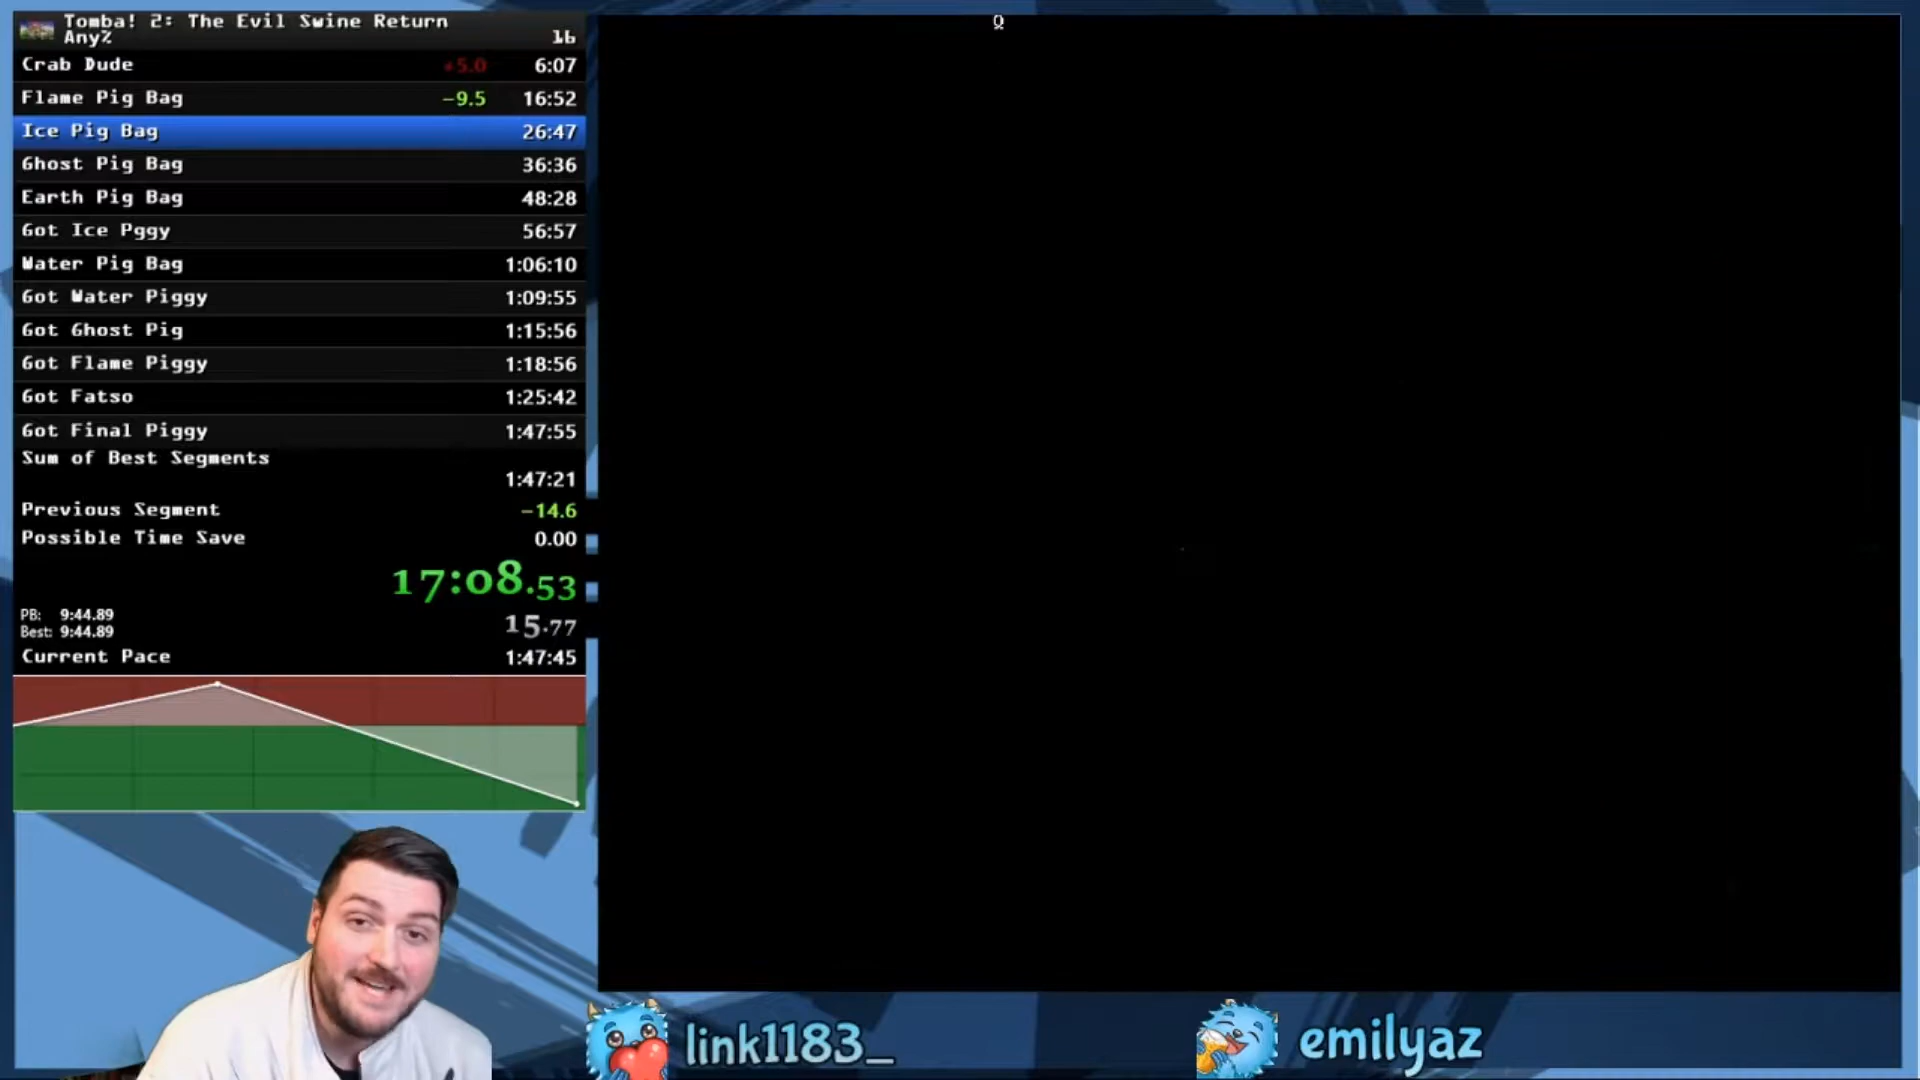 Tomba! 2: The Evil Swine Return
Any%
16
Crab Dude +5.0 6:07
Flame Pig Bag -9.5 16:52
Ice Pig Bag 26:47
Ghost Pig Bag 36:36
Earth Pig Bag 48:28
Got Ice Pggy 56:57
Water Pig Bag 1:06:10
Got Water Piggy 1:09:55
Got Ghost Pig 1:15:56
Got Flame Piggy 1:18:56
Got Fatso 1:25:42
Got Final Piggy 1:47:55
Sum of Best Segments
1:47:21
Previous Segment -14.6
Possible Time Save 0.00
17:08.53
PB: 9:44.89
Best: 9:44.89
15.77
Current Pace 1:47:45
link1183_
emilyaz